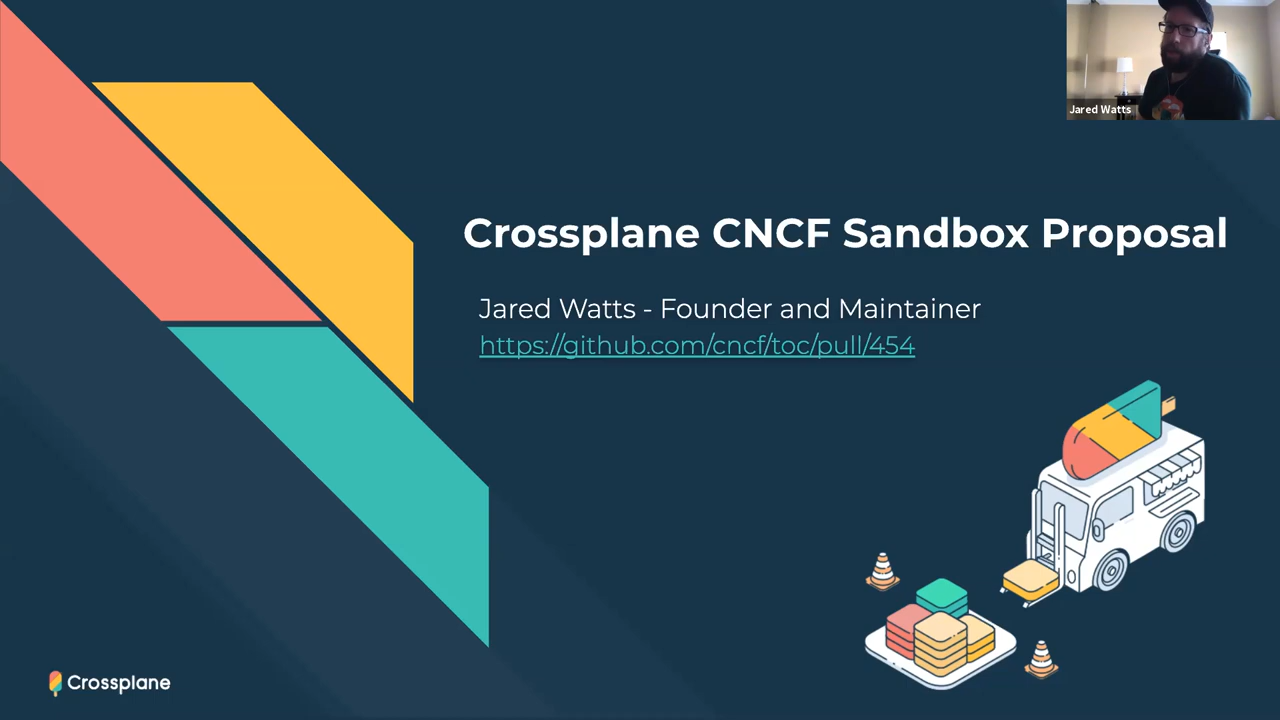 Jared Watts
Crossplane CNCF Sandbox Proposal
Jared Watts - Founder and Maintainer
https://github.com/cncf/toc/pull/454
Crossplane